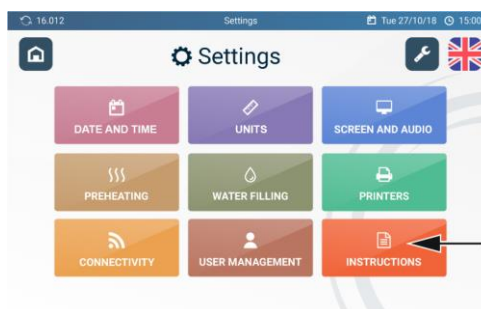 16.012 Settings Tue 27/10/18 15:00
Settings
DATE AND TIME UNITS SCREEN AND AUDIO
PREHEATING WATER FILLING PRINTERS
CONNECTIVITY USER MANAGEMENT INSTRUCTIONS